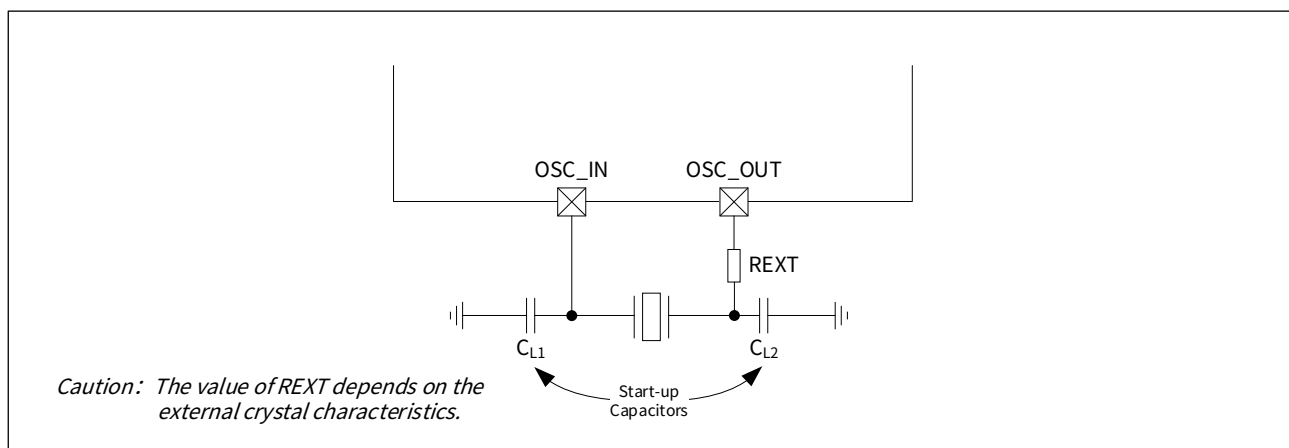 OSC_IN
OSC_OUT
REXT
CL1
CL2
Start-up
Capacitors
Caution: The value of REXT depends on the
external crystal characteristics.